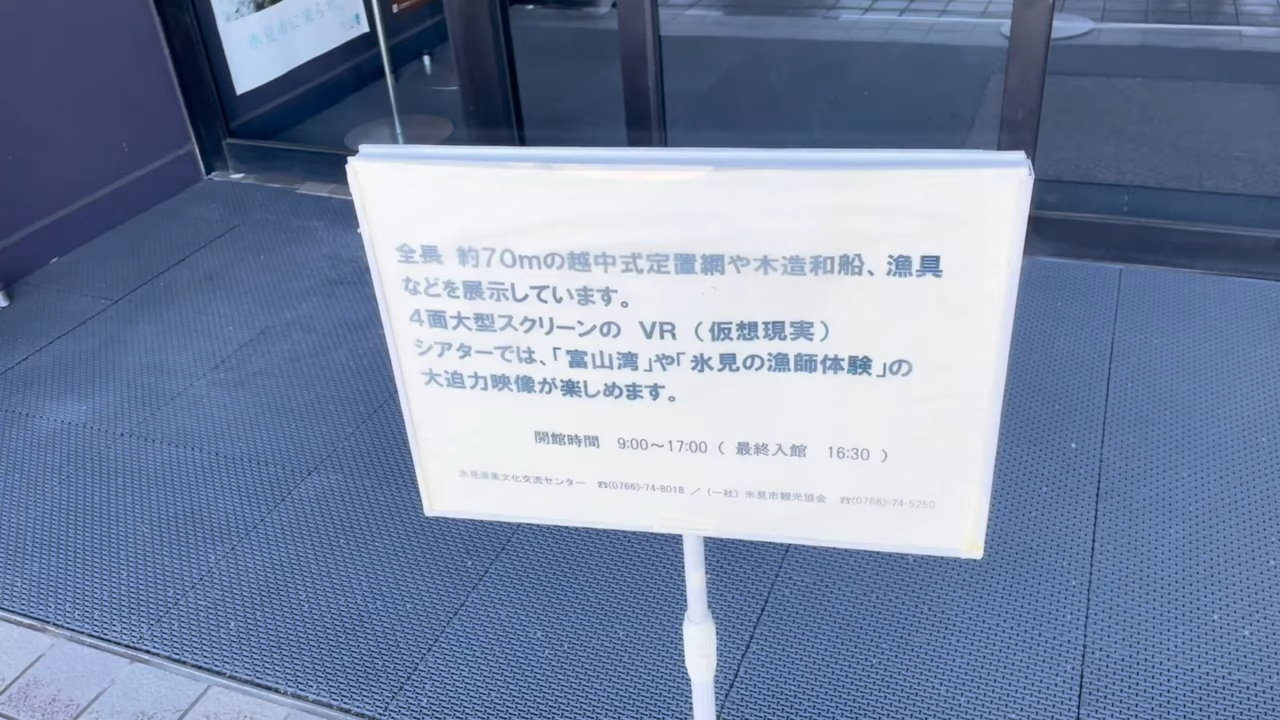 全長 約70mの越中式定置網や木造和船、漁具
などを展示しています。
4面大型スクリーンの VR（仮想現実）
シアターでは、「富山湾」や「氷見の漁師体験」の
大迫力映像が楽しめます。
開館時間 9:00～17:00（ 最終入館 16:30 ）
氷見漁業文化交流センター ☎(0766)-74-8018 ／（一社）氷見市観光協会 ☎(0766)-74-5250